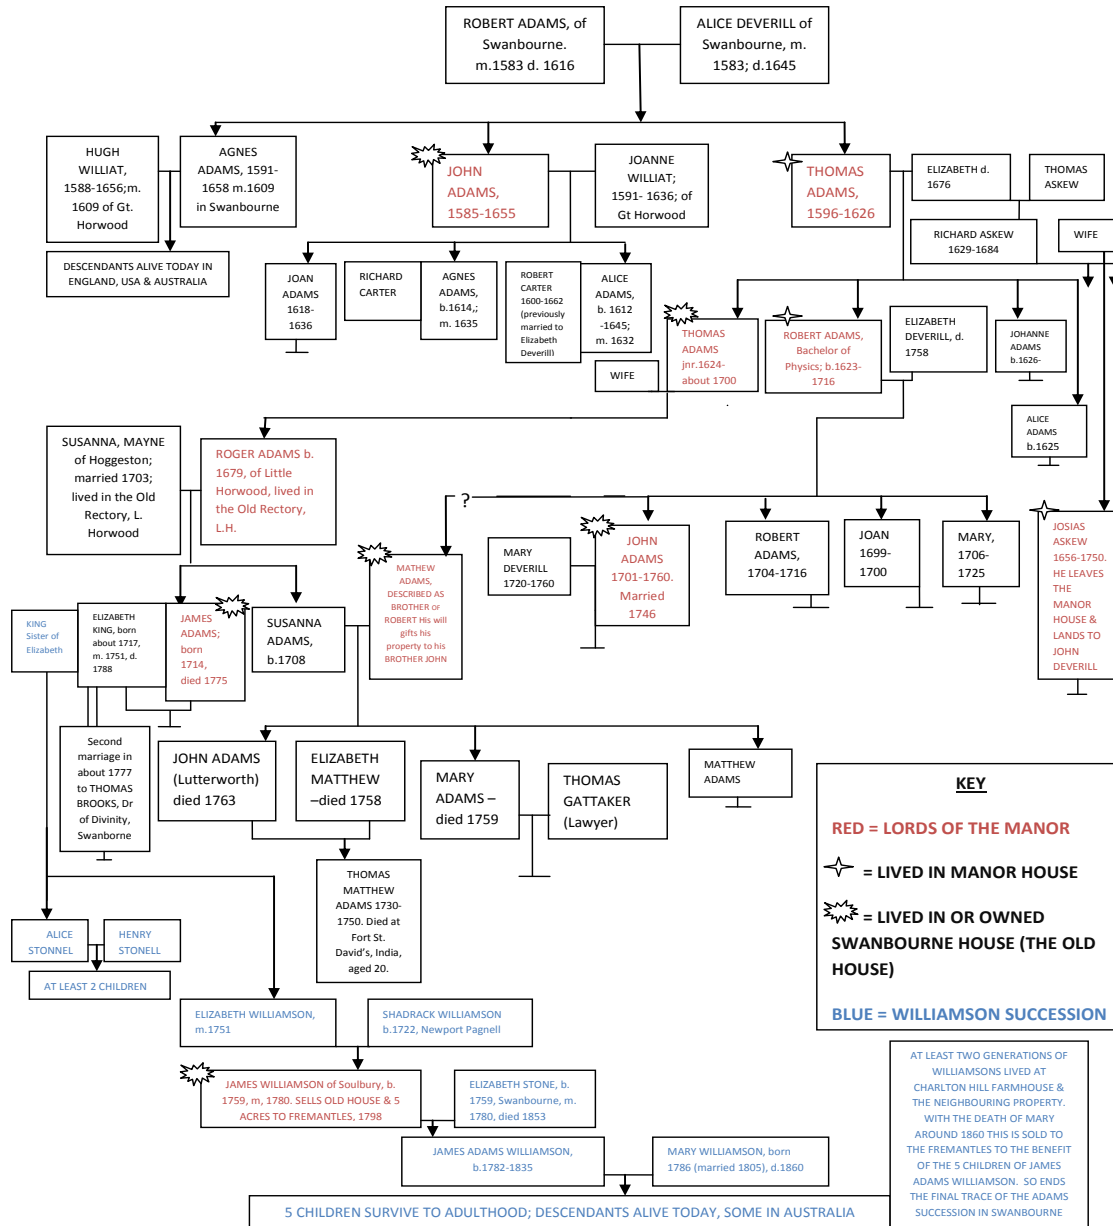 ROBERT ADAMS, of
Swanbourne.
m.1583 d. 1616
ALICE DEVERILL of
Swanbourne, m.
1583; d.1645
HUGH
WILLIAT,
1588-1656;m.
1609 of Gt.
Horwood
AGNES
ADAMS, 1591-
1658 m.1609
in Swanbourne
JOHN
ADAMS,
1585-1655
JOANNE
WILLIAT;
1591- 1636; of
Gt Horwood
THOMAS
ADAMS,
1596-1626
ELIZABETH d.
1676
THOMAS
ASKEW
RICHARD ASKEW
1629-1684
WIFE
DESCENDANTS ALIVE TODAY IN
ENGLAND, USA & AUSTRALIA
JOAN
ADAMS
1618-
1636
RICHARD
CARTER
AGNES
ADAMS,
b.1614,;
m. 1635
ROBERT
CARTER
1600-1662
(previously
married to
Elizabeth
Deverill)
ALICE
ADAMS,
b. 1612
-1645;
m. 1632
WIFE
THOMAS
ADAMS
jnr.1624-
about 1700
ROBERT ADAMS,
Bachelor of
Physics; b.1623-
1716
ELIZABETH
DEVERILL, d.
1758
JOHANNE
ADAMS
b.1626-
ALICE
ADAMS
b.1625
SUSANNA, MAYNE
of Hoggeston;
married 1703;
lived in the Old
Rectory, L.
Horwood
ROGER ADAMS b.
1679, of Little
Horwood, lived in
the Old Rectory,
L.H.
?
MATHEW
ADAMS,
DESCRIBED AS
BROTHER of
ROBERT His will
gifts his
property to his
BROTHER JOHN
MARY
DEVERILL
1720-1760
JOHN
ADAMS
1701-1760.
Married
1746
ROBERT
ADAMS,
1704-1716
JOAN
1699-
1700
MARY,
1706-
1725
JOSIAS
ASKEW
1656-1750.
HE LEAVES
THE
MANOR
HOUSE &
LANDS TO
JOHN
DEVERILL
KING
Sister of
Elizabeth
ELIZABETH
KING, born
about 1717,
m. 1751, d.
1788
JAMES
ADAMS;
born
1714,
died 1775
SUSANNA
ADAMS,
b.1708
Second
marriage in
about 1777
to THOMAS
BROOKS, Dr
of Divinity,
Swanborne
JOHN ADAMS
(Lutterworth)
died 1763
ELIZABETH
MATTHEW
–died 1758
MARY
ADAMS –
died 1759
THOMAS
GATTAKER
(Lawyer)
MATTHEW
ADAMS
THOMAS
MATTHEW
ADAMS 1730-
1750. Died at
Fort St.
David's, India,
aged 20.
KEY
RED = LORDS OF THE MANOR
= LIVED IN MANOR HOUSE
= LIVED IN OR OWNED
SWANBOURNE HOUSE (THE OLD
HOUSE)
BLUE = WILLIAMSON SUCCESSION
ALICE
STONNEL
HENRY
STONELL
AT LEAST 2 CHILDREN
ELIZABETH WILLIAMSON,
m.1751
SHADRACK WILLIAMSON
b.1722, Newport Pagnell
JAMES WILLIAMSON of Soulbury, b.
1759, m, 1780. SELLS OLD HOUSE & 5
ACRES TO FREMANTLES, 1798
ELIZABETH STONE, b.
1759, Swanbourne, m.
1780, died 1853
JAMES ADAMS WILLIAMSON,
b.1782-1835
MARY WILLIAMSON, born
1786 (married 1805), d.1860
5 CHILDREN SURVIVE TO ADULTHOOD; DESCENDANTS ALIVE TODAY, SOME IN AUSTRALIA
AT LEAST TWO GENERATIONS OF
WILLIAMSONS LIVED AT
CHARLTON HILL FARMHOUSE &
THE NEIGHBOURING PROPERTY.
WITH THE DEATH OF MARY
AROUND 1860 THIS IS SOLD TO
THE FREMANTLES TO THE BENEFIT
OF THE 5 CHILDREN OF JAMES
ADAMS WILLIAMSON. SO ENDS
THE FINAL TRACE OF THE ADAMS
SUCCESSION IN SWANBOURNE